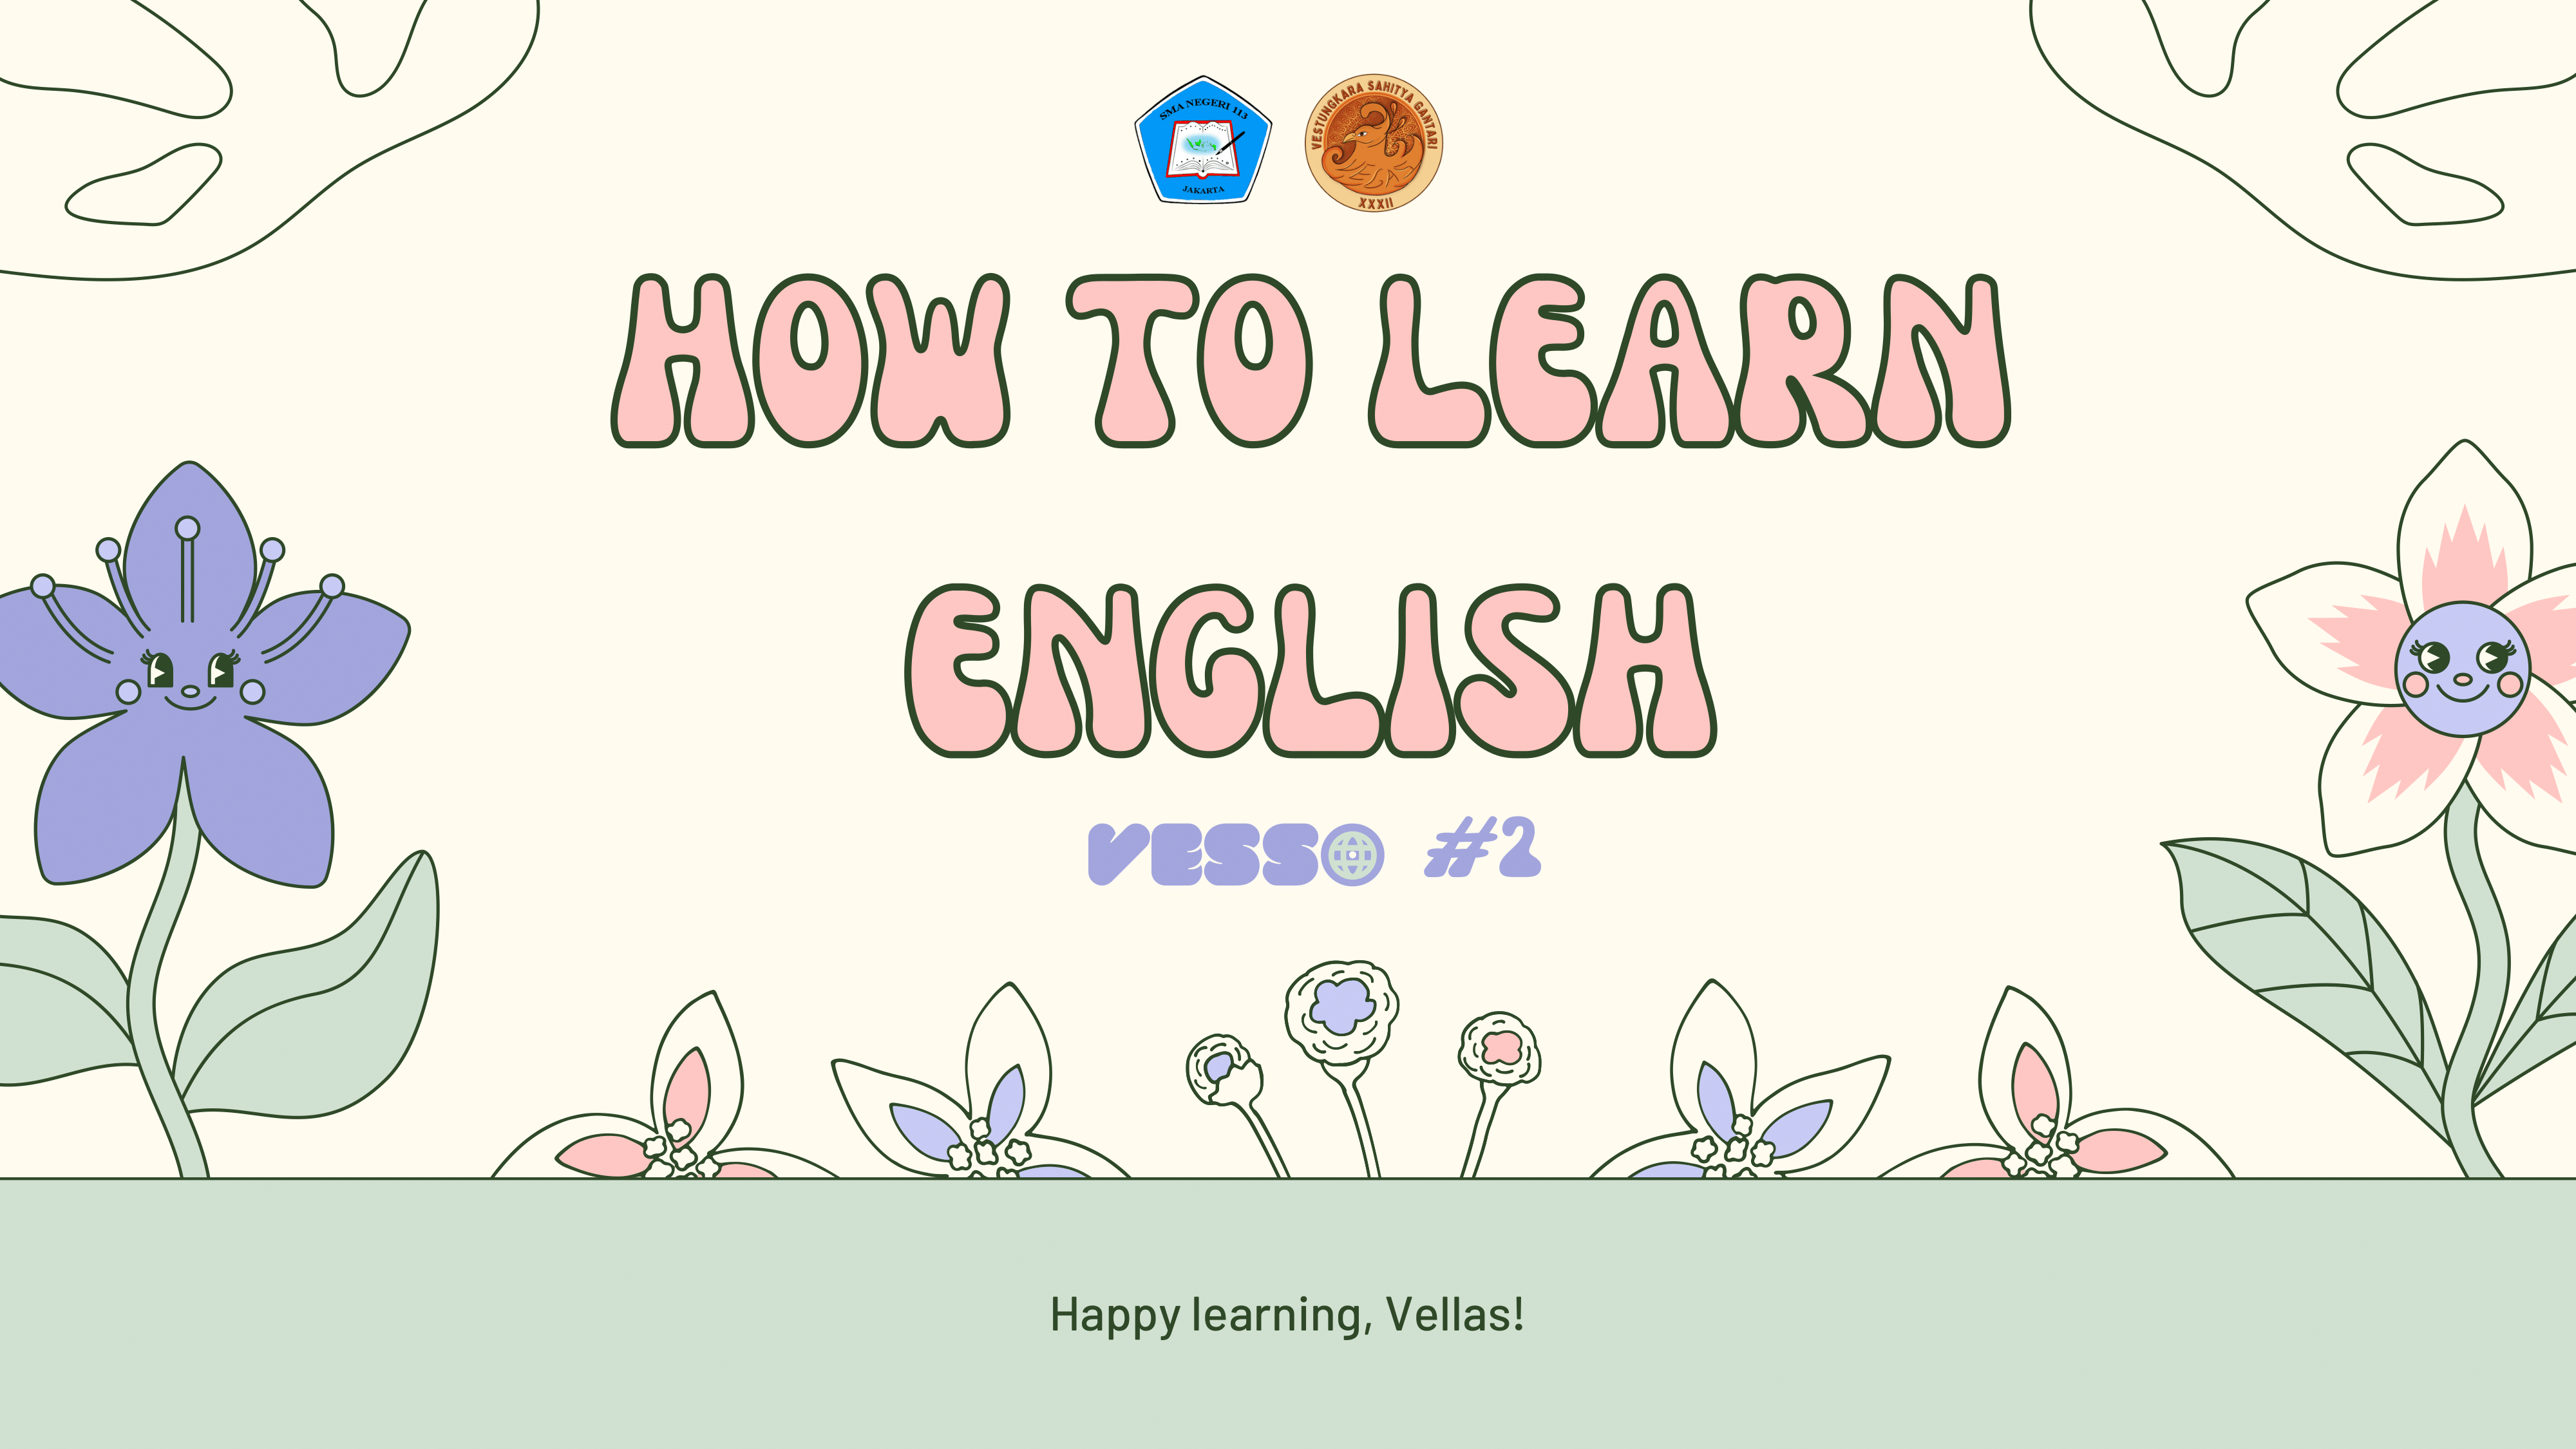 SMA NEGERI 113
JAKARTA
VESTUNGKARA SAHITYA GANTARI
XXXII
HOW TO LEARN
ENGLISH
VESSO #2
Happy learning, Vellas!